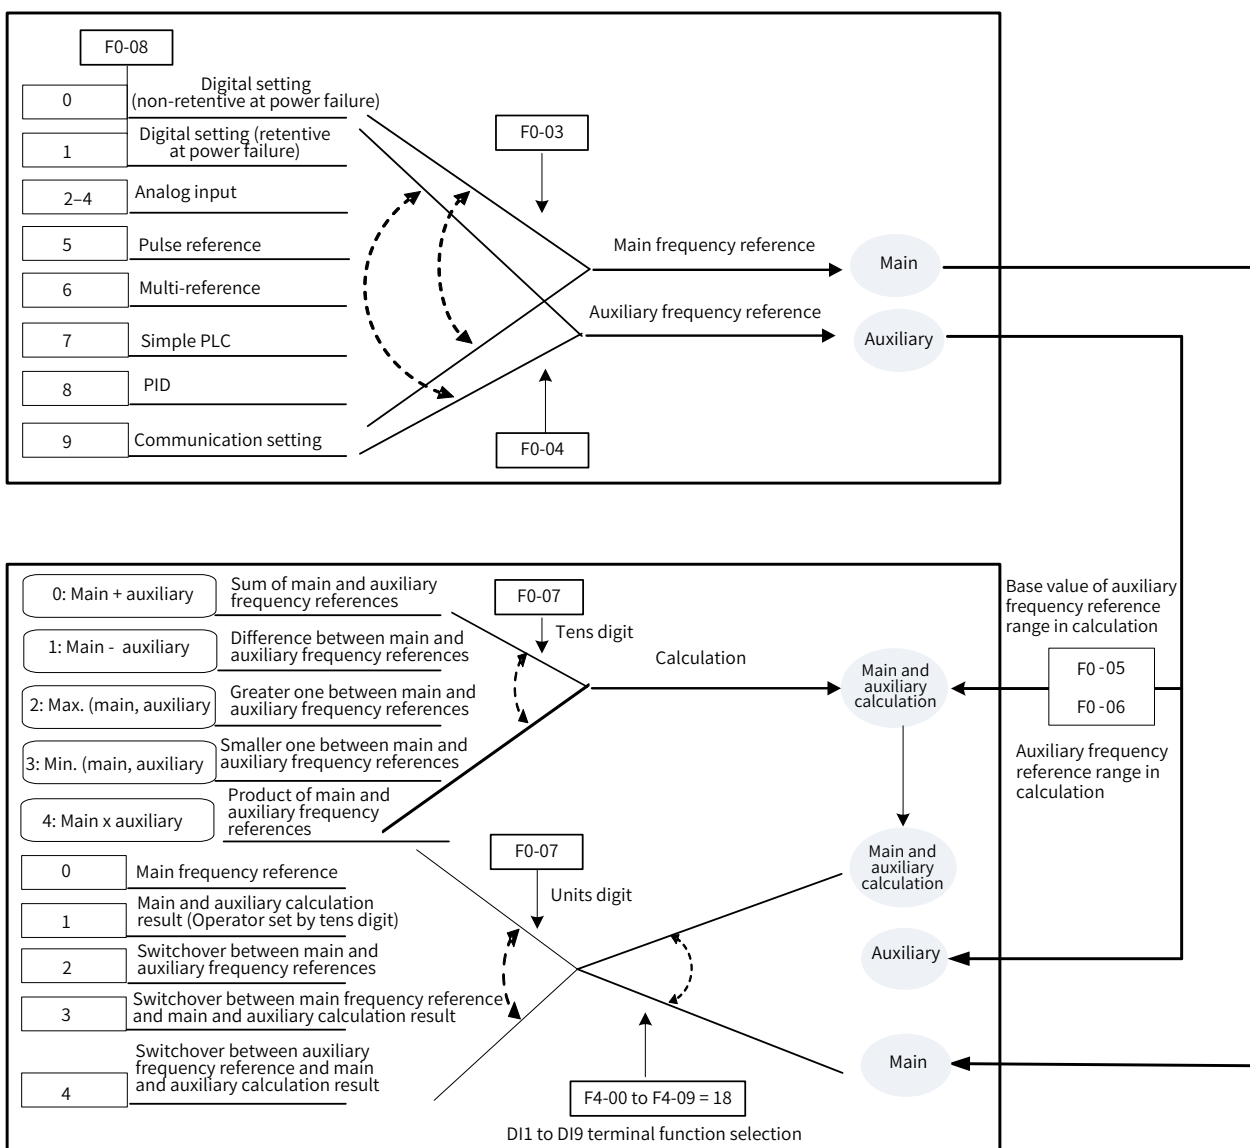 F0-08
0
Digital setting
(non-retentive at power failure)
1
Digital setting (retentive
at power failure)
2–4
Analog input
5
Pulse reference
6
Multi-reference
7
Simple PLC
8
PID
9
Communication setting
F0-03
F0-04
Main frequency reference
Main
Auxiliary frequency reference
Auxiliary
0: Main + auxiliary
Sum of main and auxiliary
frequency references
1: Main - auxiliary
Difference between main and
auxiliary frequency references
2: Max. (main, auxiliary
Greater one between main and
auxiliary frequency references
3: Min. (main, auxiliary
Smaller one between main and
auxiliary frequency references
4: Main x auxiliary
Product of main and
auxiliary frequency
references
F0-07
Tens digit
Calculation
Main and
auxiliary
calculation
Base value of auxiliary
frequency reference
range in calculation
F0-05
F0-06
Auxiliary frequency
reference range in
calculation
0
Main frequency reference
1
Main and auxiliary calculation
result (Operator set by tens digit)
2
Switchover between main and
auxiliary frequency references
3
Switchover between main frequency reference
and main and auxiliary calculation result
4
Switchover between auxiliary
frequency reference and main
and auxiliary calculation result
F0-07
Units digit
Main and
auxiliary
calculation
Auxiliary
Main
F4-00 to F4-09 = 18
DI1 to DI9 terminal function selection